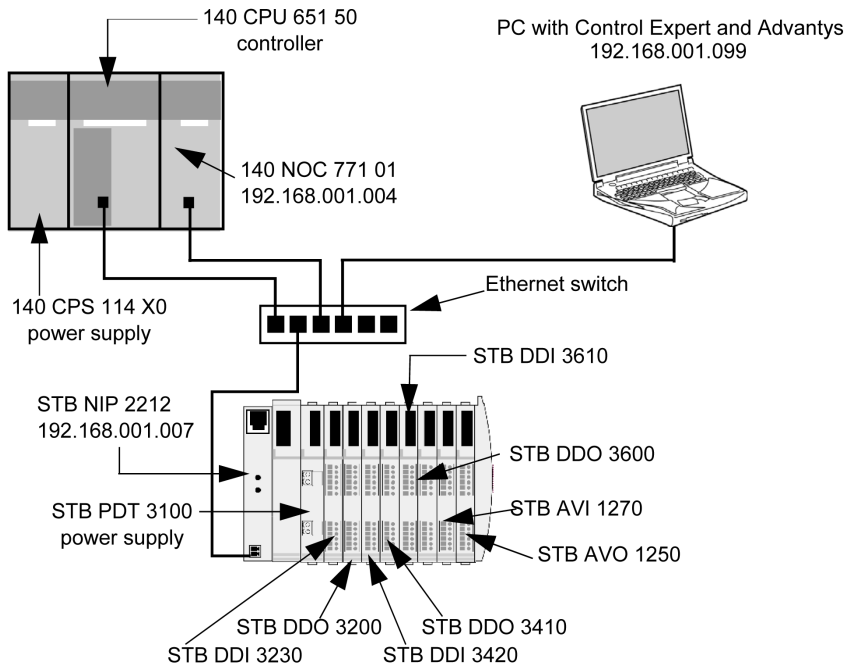 140 CPU 651 50
controller
PC with Control Expert and Advantys
192.168.001.099
140 NOC 771 01
192.168.001.004
Ethernet switch
140 CPS 114 X0
power supply
STB DDI 3610
STB NIP 2212
192.168.001.007
STB DDO 3600
STB PDT 3100
power supply
STB AVI 1270
STB AVO 1250
STB DDO 3200
STB DDO 3410
STB DDI 3230
STB DDI 3420